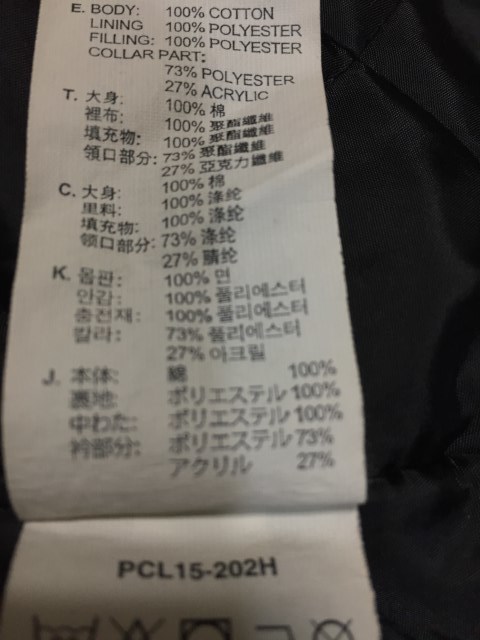 E. BODY: 100% COTTON
LINING 100% POLYESTER
FILLING: 100% POLYESTER
COLLAR PART:
73% POLYESTER
27% ACRYLIC
T. 大身: 100% 棉
裡布: 100% 聚酯纖維
填充物: 100% 聚酯纖維
領口部分: 73% 聚酯纖維
27% 亞克力纖維
C. 大身: 100% 棉
里料: 100% 涤纶
填充物: 100% 涤纶
领口部分: 73% 涤纶
27% 腈纶
K. 몸판: 100% 면
안감: 100% 폴리에스터
충전재: 100% 폴리에스터
칼라: 73% 폴리에스터
27% 아크릴
J. 本体: 綿 100%
裏地: ポリエステル 100%
中わた: ポリエステル 100%
衿部分: ポリエステル 73%
アクリル 27%
PCL15-202H